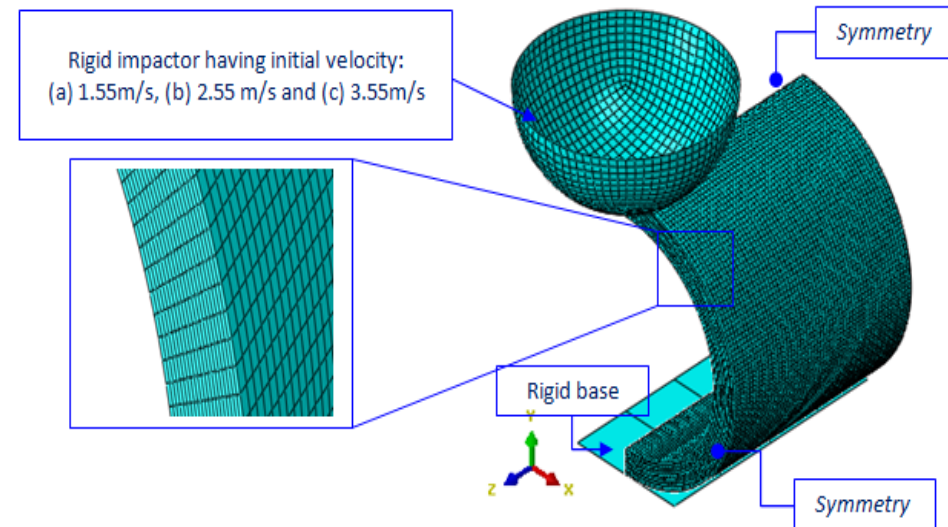 Symmetry
Rigid impactor having initial velocity:
(a) 1.55m/s, (b) 2.55 m/s and (c) 3.55m/s
Rigid base
Y
Z
X
Symmetry